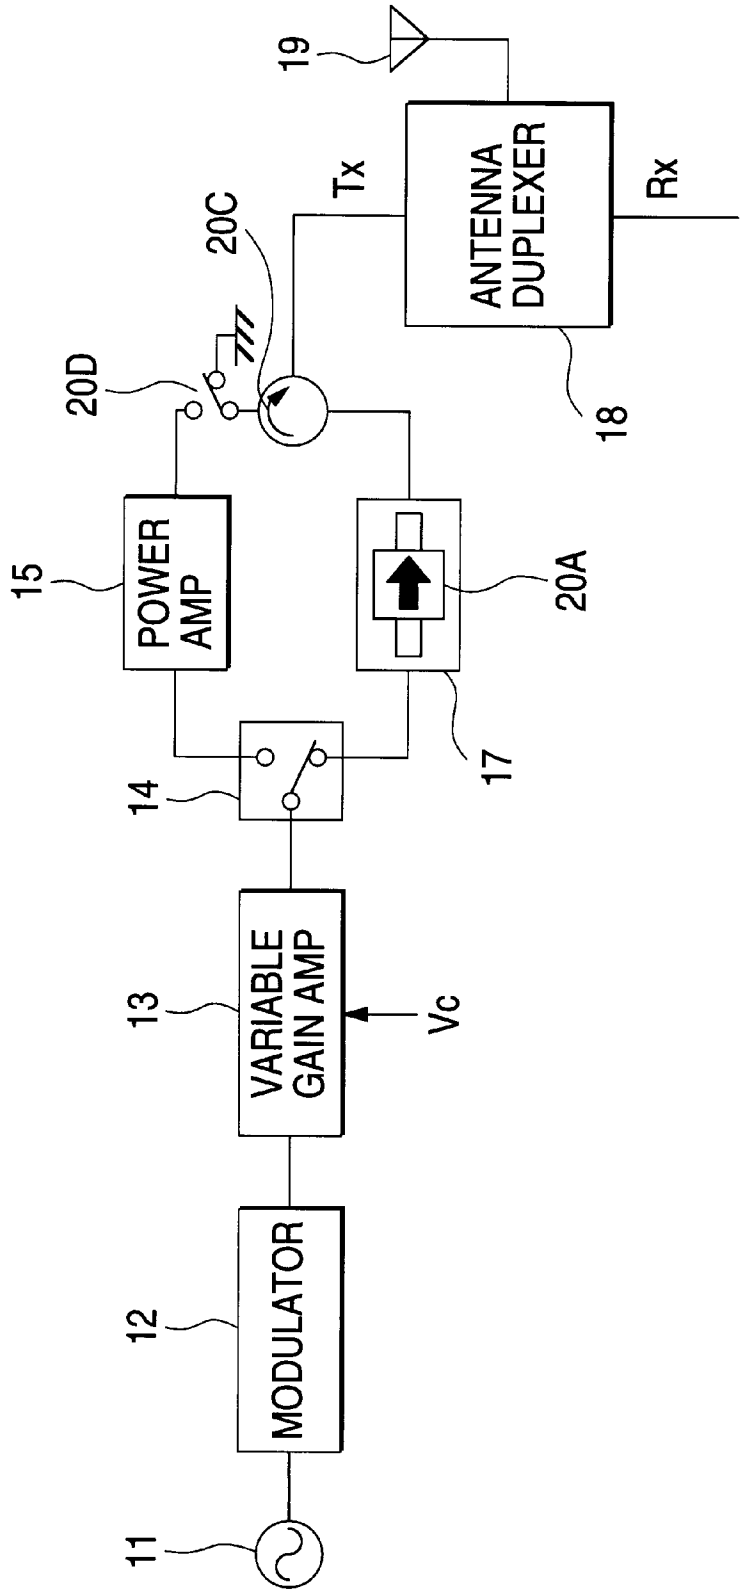 11
12
MODULATOR
13
VARIABLE
GAIN AMP
Vc
14
15
POWER
AMP
17
20A
20D
20C
Tx
18
ANTENNA
DUPLEXER
Rx
19